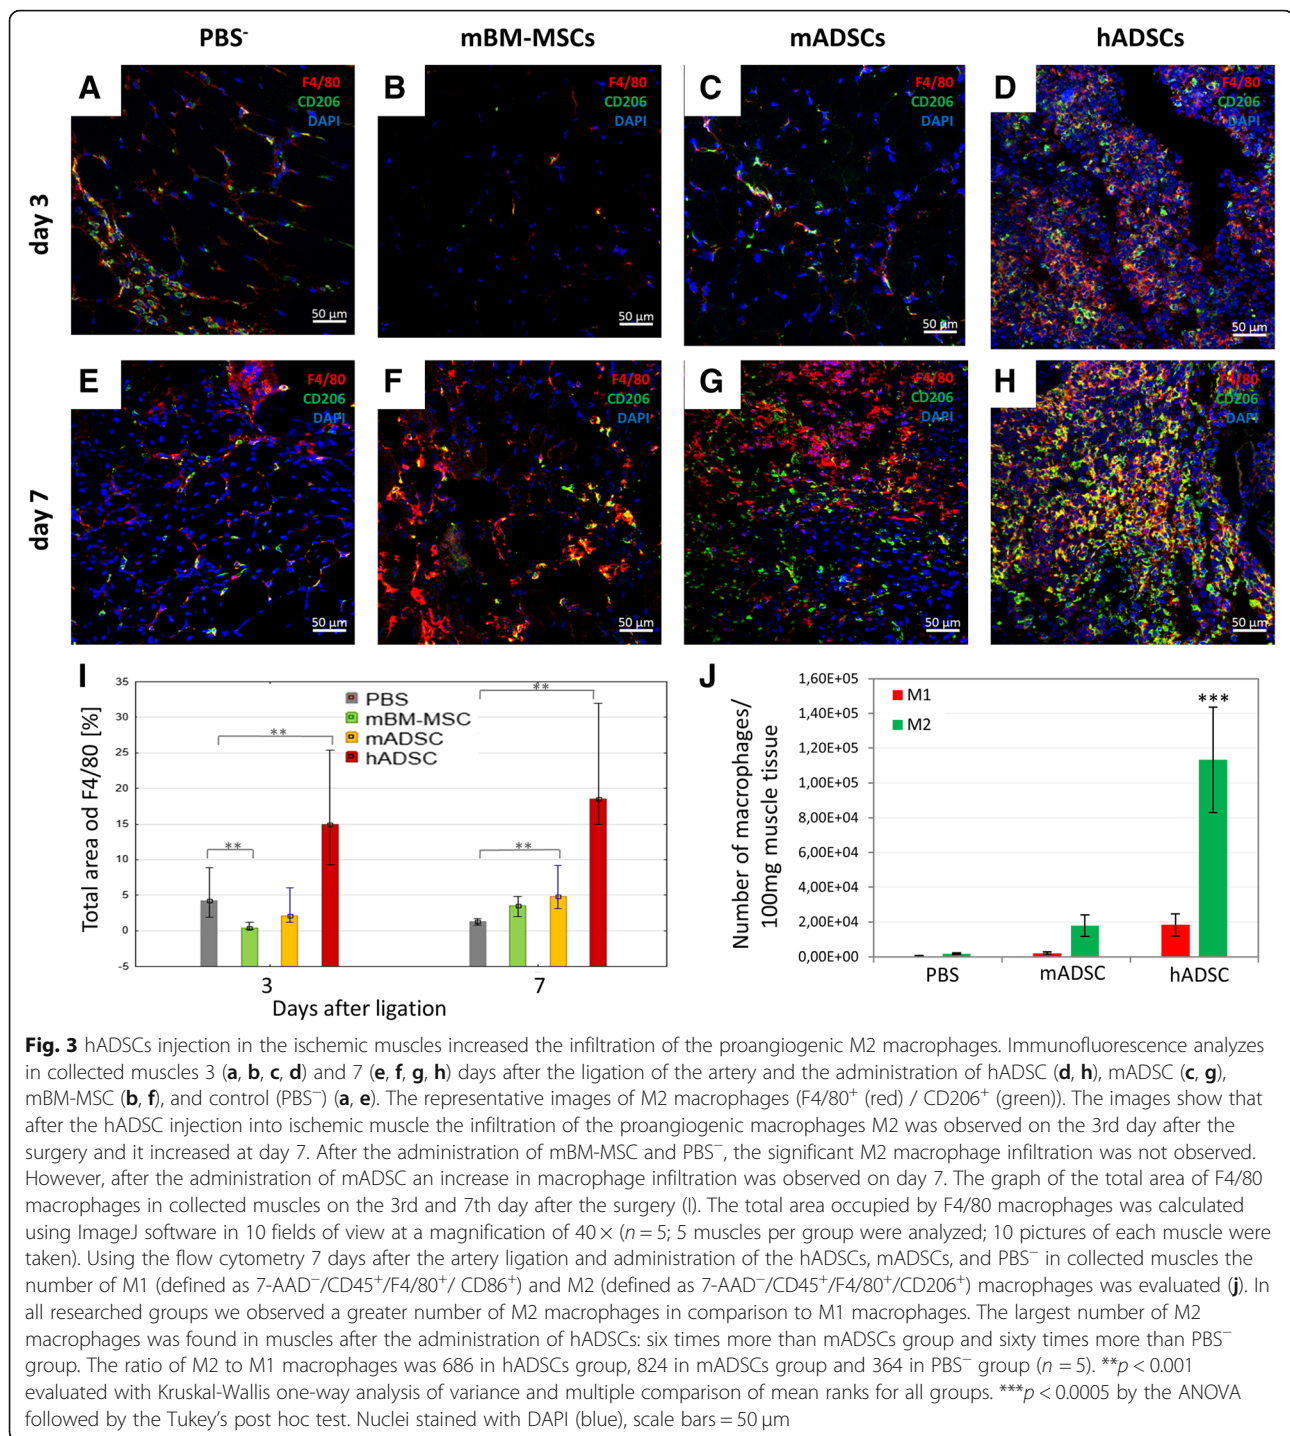 PBS⁻ mBM-MSCs mADSCs hADSCs
day 3
A F4/80 CD206 DAPI 50 µm
B F4/80 CD206 DAPI 50 µm
C F4/80 CD206 DAPI 50 µm
D F4/80 CD206 DAPI 50 µm
day 7
E F4/80 CD206 DAPI 50 µm
F F4/80 CD206 DAPI 50 µm
G F4/80 CD206 DAPI 50 µm
H F4/80 CD206 DAPI 50 µm
I
Total area od F4/80 [%]
35
30
25
20
15
10
5
0
-5
PBS
mBM-MSC
mADSC
hADSC
** ** ** **
3 7
Days after ligation
J
Number of macrophages/
100mg muscle tissue
1,60E+05
1,40E+05
1,20E+05
1,00E+05
8,00E+04
6,00E+04
4,00E+04
2,00E+04
0,00E+00
M1
M2
***
PBS mADSC hADSC
Fig. 3 hADSCs injection in the ischemic muscles increased the infiltration of the proangiogenic M2 macrophages. Immunofluorescence analyzes
in collected muscles 3 (a, b, c, d) and 7 (e, f, g, h) days after the ligation of the artery and the administration of hADSC (d, h), mADSC (c, g),
mBM-MSC (b, f), and control (PBS⁻) (a, e). The representative images of M2 macrophages (F4/80⁺ (red) / CD206⁺ (green)). The images show that
after the hADSC injection into ischemic muscle the infiltration of the proangiogenic macrophages M2 was observed on the 3rd day after the
surgery and it increased at day 7. After the administration of mBM-MSC and PBS⁻, the significant M2 macrophage infiltration was not observed.
However, after the administration of mADSC an increase in macrophage infiltration was observed on day 7. The graph of the total area of F4/80
macrophages in collected muscles on the 3rd and 7th day after the surgery (I). The total area occupied by F4/80 macrophages was calculated
using ImageJ software in 10 fields of view at a magnification of 40 × (n = 5; 5 muscles per group were analyzed; 10 pictures of each muscle were
taken). Using the flow cytometry 7 days after the artery ligation and administration of the hADSCs, mADSCs, and PBS⁻ in collected muscles the
number of M1 (defined as 7-AAD⁻/CD45⁺/F4/80⁺/ CD86⁺) and M2 (defined as 7-AAD⁻/CD45⁺/F4/80⁺/CD206⁺) macrophages was evaluated (j). In
all researched groups we observed a greater number of M2 macrophages in comparison to M1 macrophages. The largest number of M2
macrophages was found in muscles after the administration of hADSCs: six times more than mADSCs group and sixty times more than PBS⁻
group. The ratio of M2 to M1 macrophages was 686 in hADSCs group, 824 in mADSCs group and 364 in PBS⁻ group (n = 5). **p < 0.001
evaluated with Kruskal-Wallis one-way analysis of variance and multiple comparison of mean ranks for all groups. ***p < 0.0005 by the ANOVA
followed by the Tukey's post hoc test. Nuclei stained with DAPI (blue), scale bars = 50 µm